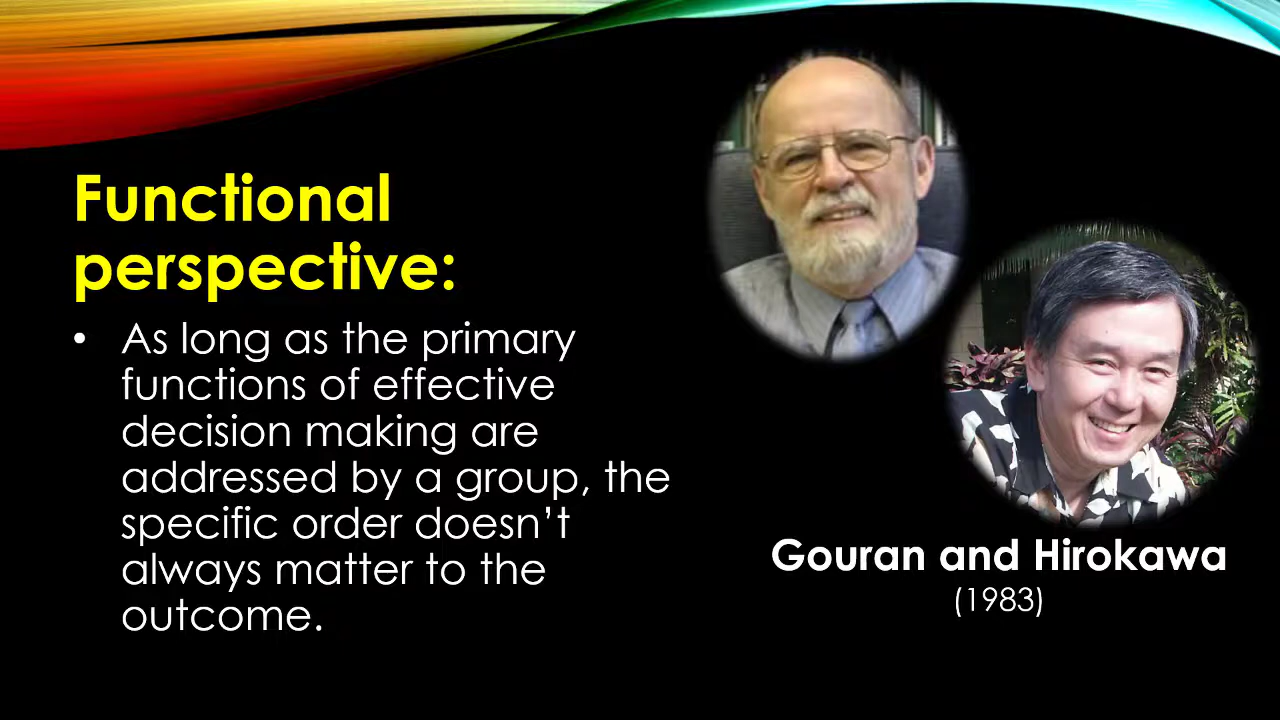 Functional
perspective:
• As long as the primary
functions of effective
decision making are
addressed by a group, the
specific order doesn’t
always matter to the
outcome.
Gouran and Hirokawa
(1983)